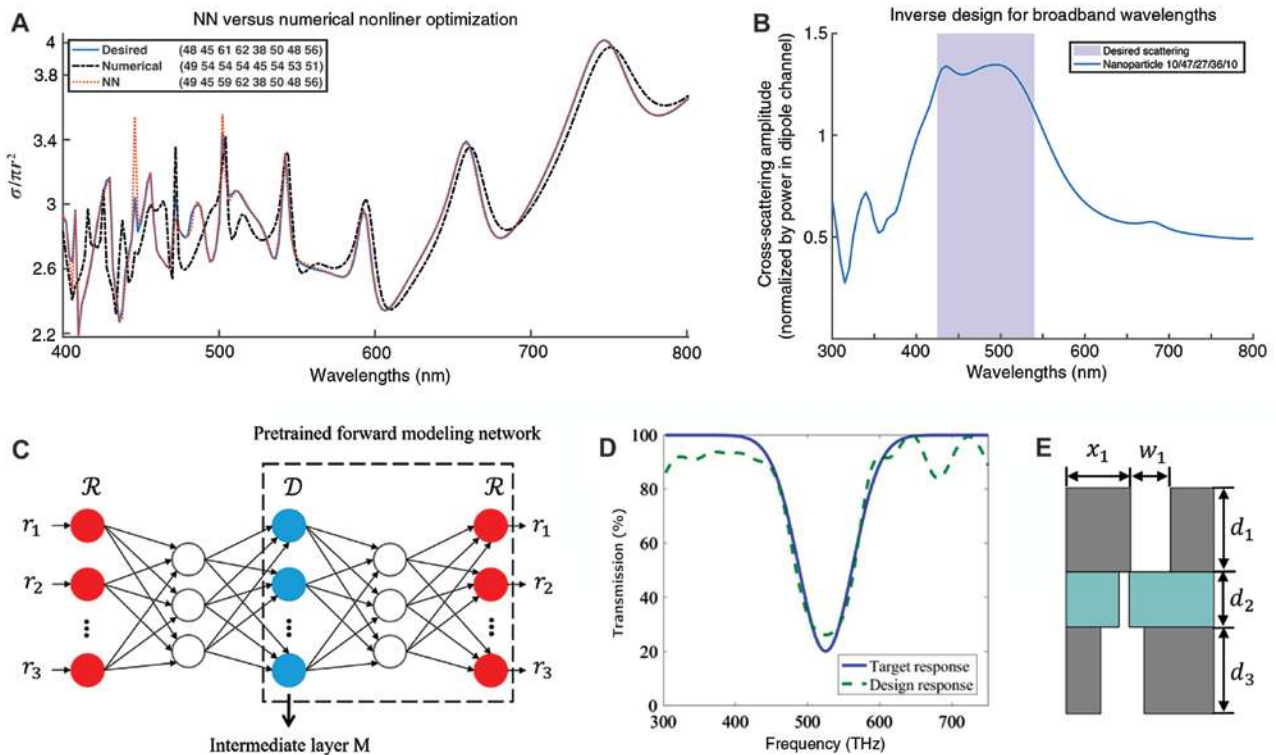 A
NN versus numerical nonliner optimization
Desired (48 45 61 62 38 50 48 56)
Numerical (49 54 54 54 45 54 53 51)
NN (49 45 59 62 38 50 48 56)
4
3.8
3.4
3
2.6
2.2
σ/πr²
400 500 600 700 800
Wavelengths (nm)
B
Inverse design for broadband wavelengths
Desired scattering
Nanoparticle 10/47/27/36/10
1.5
1
0.5
Cross-scattering amplitude
(normalized by power in dipole channel)
300 400 500 600 700 800
Wavelengths (nm)
C
Pretrained forward modeling network
ℛ 𝒟 ℛ
r₁ r₁
r₂ r₂
r₃ r₃
Intermediate layer M
D
100
80
60
40
20
0
Transmission (%)
Target response
Design response
300 400 500 600 700
Frequency (THz)
E
x₁ w₁
d₁
d₂
d₃